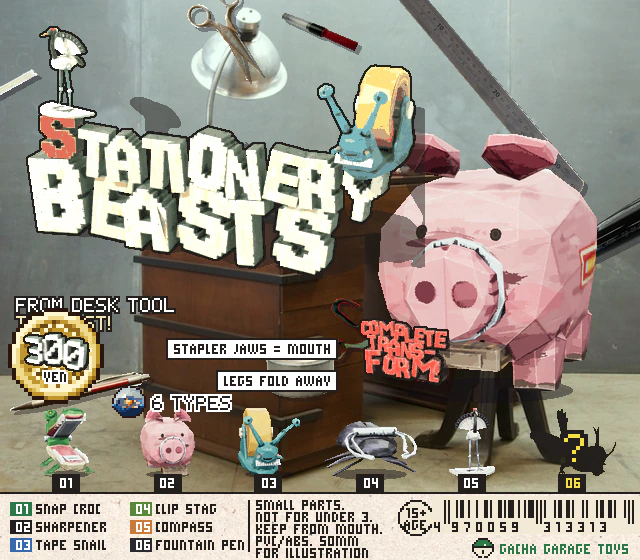 STATIONERY
BEASTS
FROM DESK TOOL
300
YEN
STAPLER JAWS = MOUTH
LEGS FOLD AWAY
COMPLETE
TRANS-
FORM!
6 TYPES
?
01
02
03
04
05
06
01 SNAP CROC
02 SHARPENER
03 TAPE SNAIL
04 CLIP STAG
05 COMPASS
06 FOUNTAIN PEN
SMALL PARTS.
NOT FOR UNDER 3.
KEEP FROM MOUTH.
PVC/ABS. 50MM
FOR ILLUSTRATION
15+
AGE
4 970059 313313
GACHA GARAGE TOYS